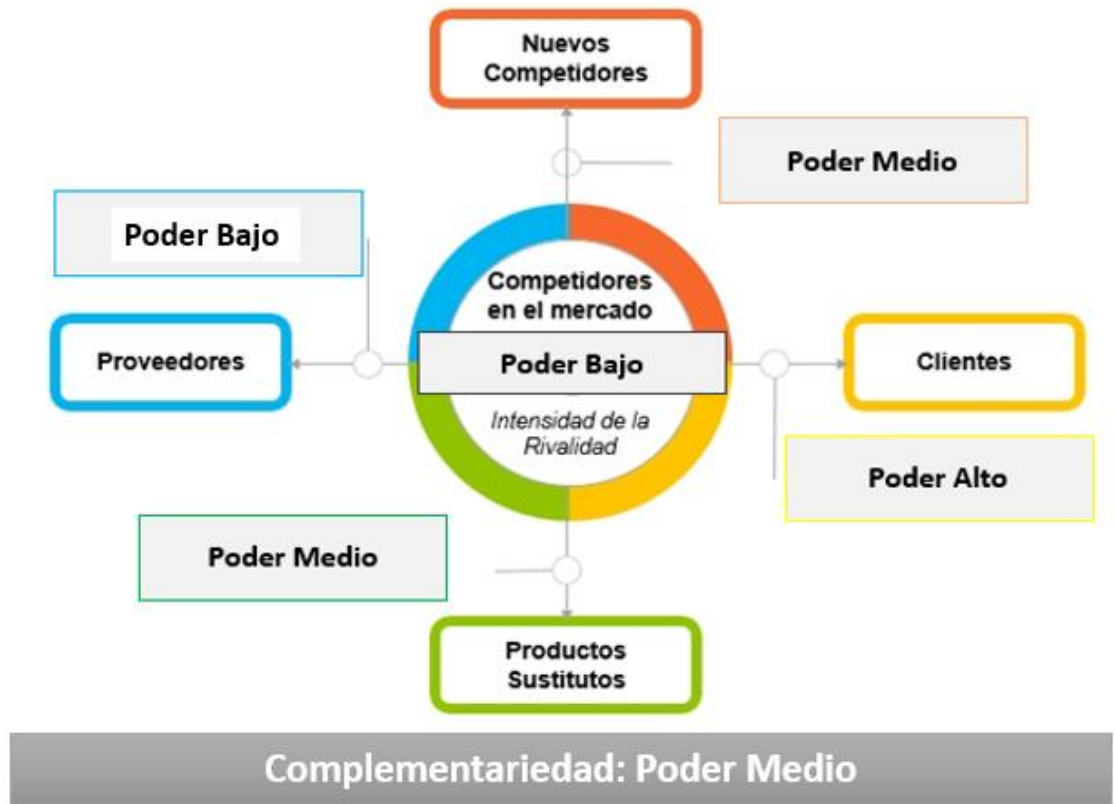 Nuevos
Competidores
Poder Medio
Poder Bajo
Competidores
en el mercado
Proveedores
Poder Bajo
Clientes
Intensidad de la
Rivalidad
Poder Alto
Poder Medio
Productos
Sustitutos
Complementariedad: Poder Medio